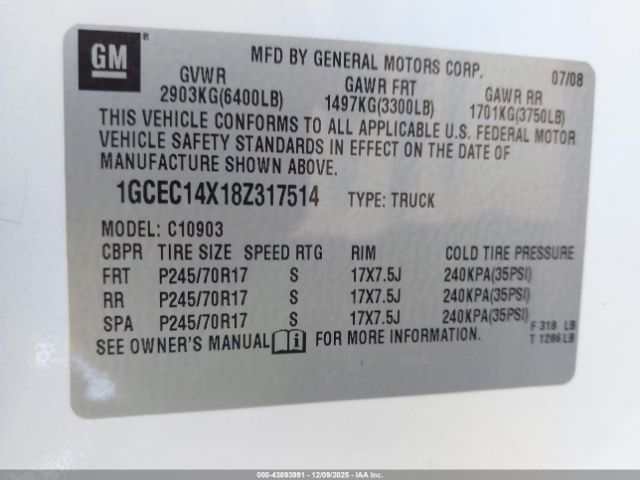 GM ®
MFD BY GENERAL MOTORS CORP. 07/08
GVWR GAWR FRT GAWR RR
2903KG(6400LB) 1497KG(3300LB) 1701KG(3750LB)
THIS VEHICLE CONFORMS TO ALL APPLICABLE U.S. FEDERAL MOTOR
VEHICLE SAFETY STANDARDS IN EFFECT ON THE DATE OF
MANUFACTURE SHOWN ABOVE.
1GCEC14X18Z317514 TYPE: TRUCK
MODEL: C10903
CBPR TIRE SIZE SPEED RTG RIM COLD TIRE PRESSURE
FRT P245/70R17 S 17X7.5J 240KPA(35PSI)
RR P245/70R17 S 17X7.5J 240KPA(35PSI)
SPA P245/70R17 S 17X7.5J 240KPA(35PSI)
F 318 LB
SEE OWNER'S MANUAL i FOR MORE INFORMATION. T 1286 LB
000-43893991 - 12/09/2025 - IAA Inc.